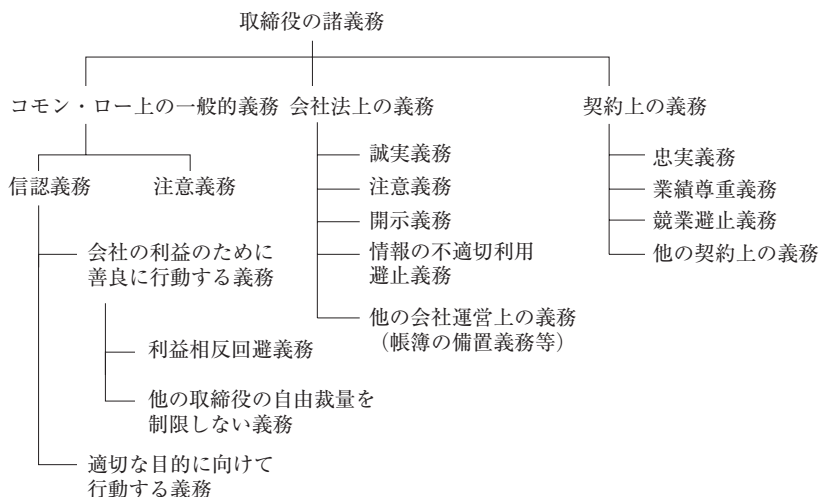 取締役の諸義務
コモン・ロー上の一般的義務
会社法上の義務
契約上の義務
信認義務
注意義務
会社の利益のために
善良に行動する義務
利益相反回避義務
他の取締役の自由裁量を
制限しない義務
適切な目的に向けて
行動する義務
誠実義務
注意義務
開示義務
情報の不適切利用
避止義務
他の会社運営上の義務
（帳簿の備置義務等）
忠実義務
業績尊重義務
競業避止義務
他の契約上の義務